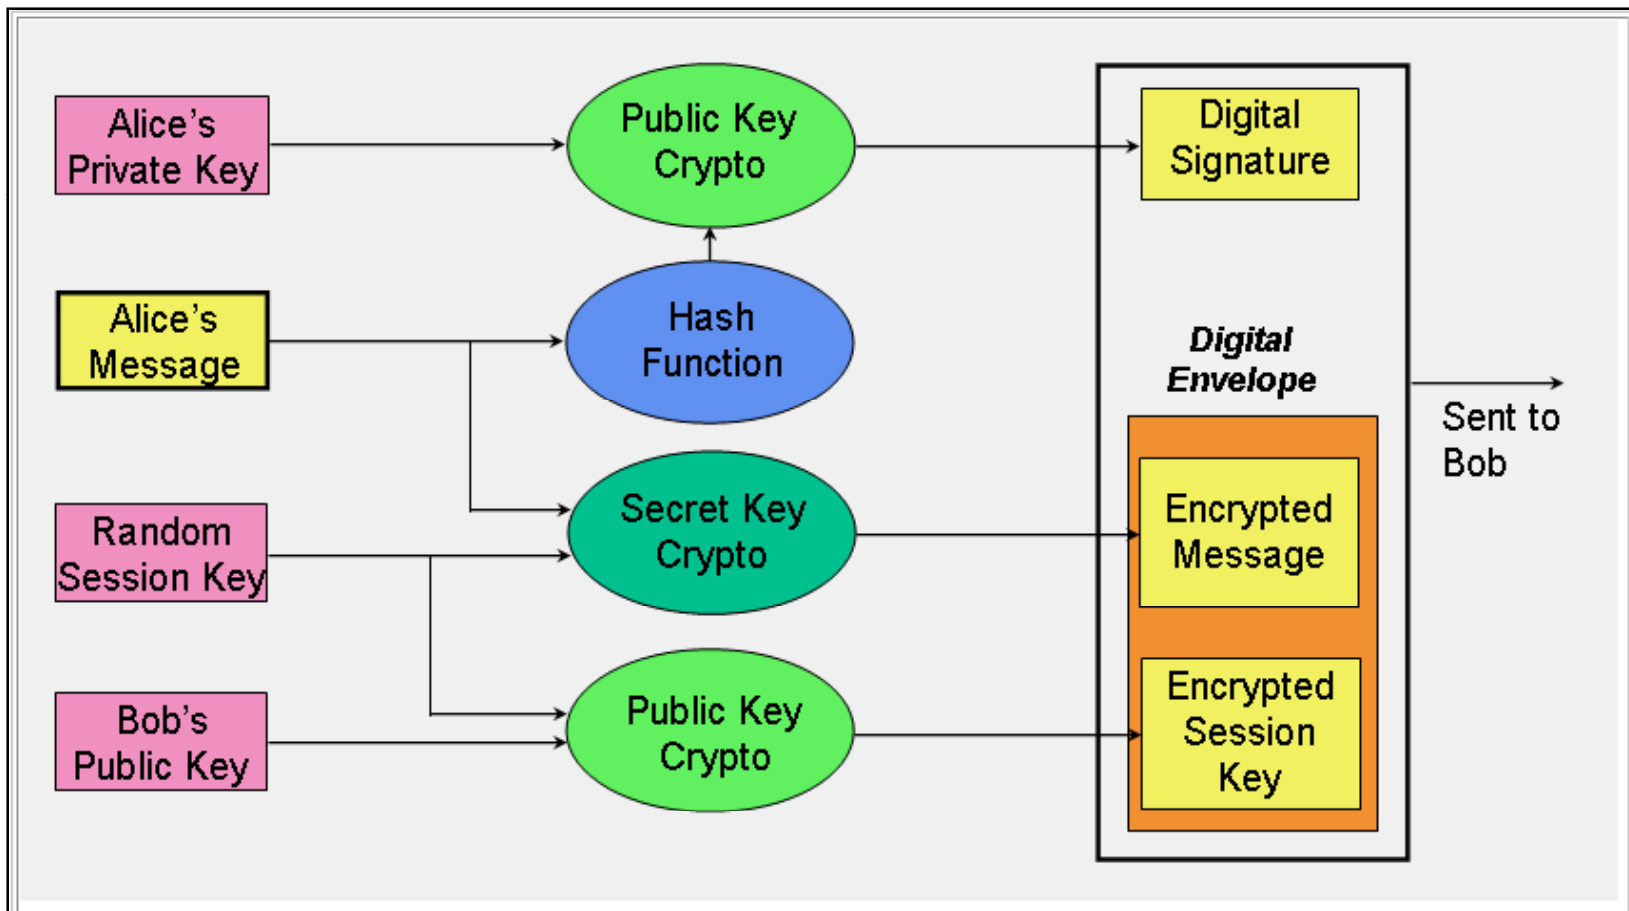 Alice's
Private Key
Public Key
Crypto
Digital
Signature
Alice's
Message
Hash
Function
Digital
Envelope
Sent to
Bob
Random
Session Key
Secret Key
Crypto
Encrypted
Message
Bob's
Public Key
Public Key
Crypto
Encrypted
Session
Key